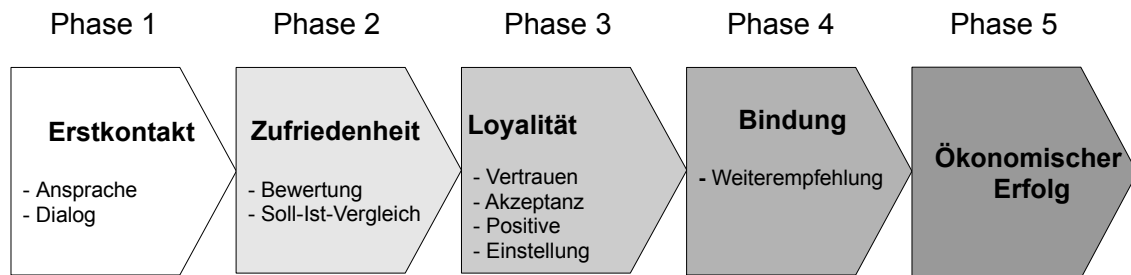 Phase 1
Phase 2
Phase 3
Phase 4
Phase 5
Erstkontakt
- Ansprache
- Dialog
Zufriedenheit
- Bewertung
- Soll-Ist-Vergleich
Loyalität
- Vertrauen
- Akzeptanz
- Positive
- Einstellung
Bindung
- Weiterempfehlung
Ökonomischer
Erfolg